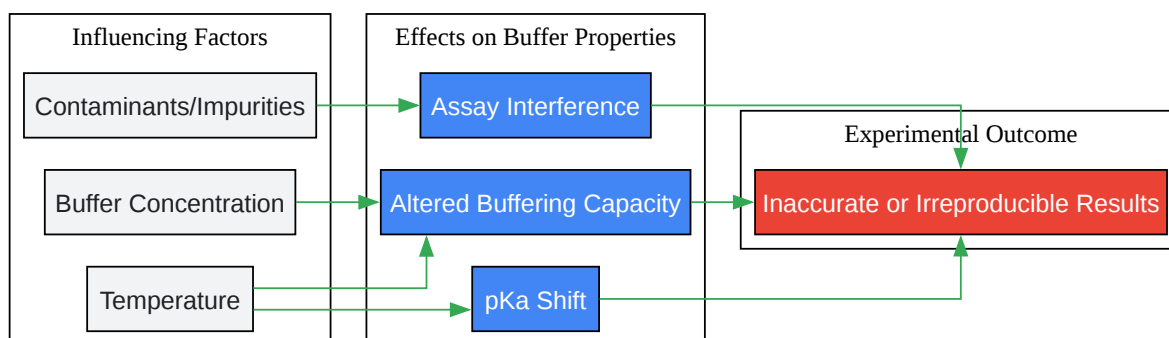 Influencing Factors
Contaminants/Impurities
Buffer Concentration
Temperature
Effects on Buffer Properties
Assay Interference
Altered Buffering Capacity
pKa Shift
Experimental Outcome
Inaccurate or Irreproducible Results